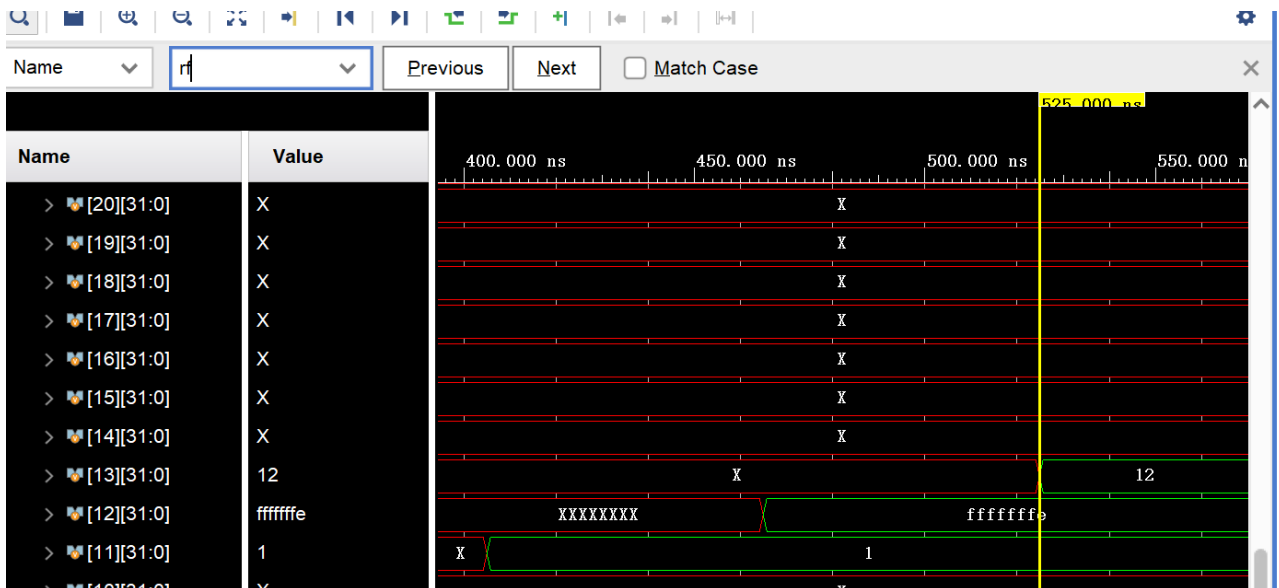 Name rf Previous Next Match Case
525.000 ns
Name Value 400.000 ns 450.000 ns 500.000 ns 550.000 n
[20][31:0] X X
[19][31:0] X X
[18][31:0] X X
[17][31:0] X X
[16][31:0] X X
[15][31:0] X X
[14][31:0] X X
[13][31:0] 12 X 12
[12][31:0] fffffffe XXXXXXXX fffffffe
[11][31:0] 1 X 1